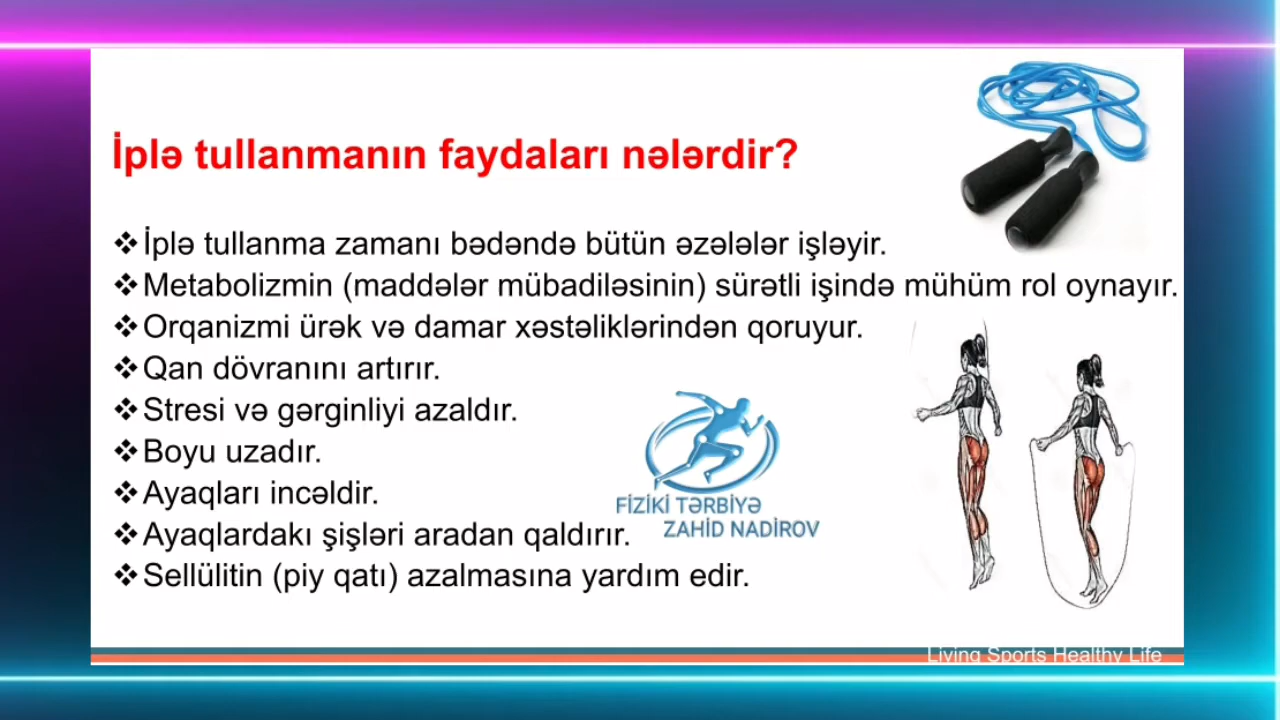 İplə tullanmanın faydaları nələrdir?
❖İplə tullanma zamanı bədəndə bütün əzələlər işləyir.
❖Metabolizmin (maddələr mübadiləsinin) sürətli işində mühüm rol oynayır.
❖Orqanizmi ürək və damar xəstəliklərindən qoruyur.
❖Qan dövranını artırır.
❖Stresi və gərginliyi azaldır.
❖Boyu uzadır.
❖Ayaqları incəldir.
❖Ayaqlardakı şişləri aradan qaldırır.
❖Sellülitin (piy qatı) azalmasına yardım edir.
FİZİKİ TƏRBİYƏ
ZAHİD NADİROV
Living Sports Healthy Life